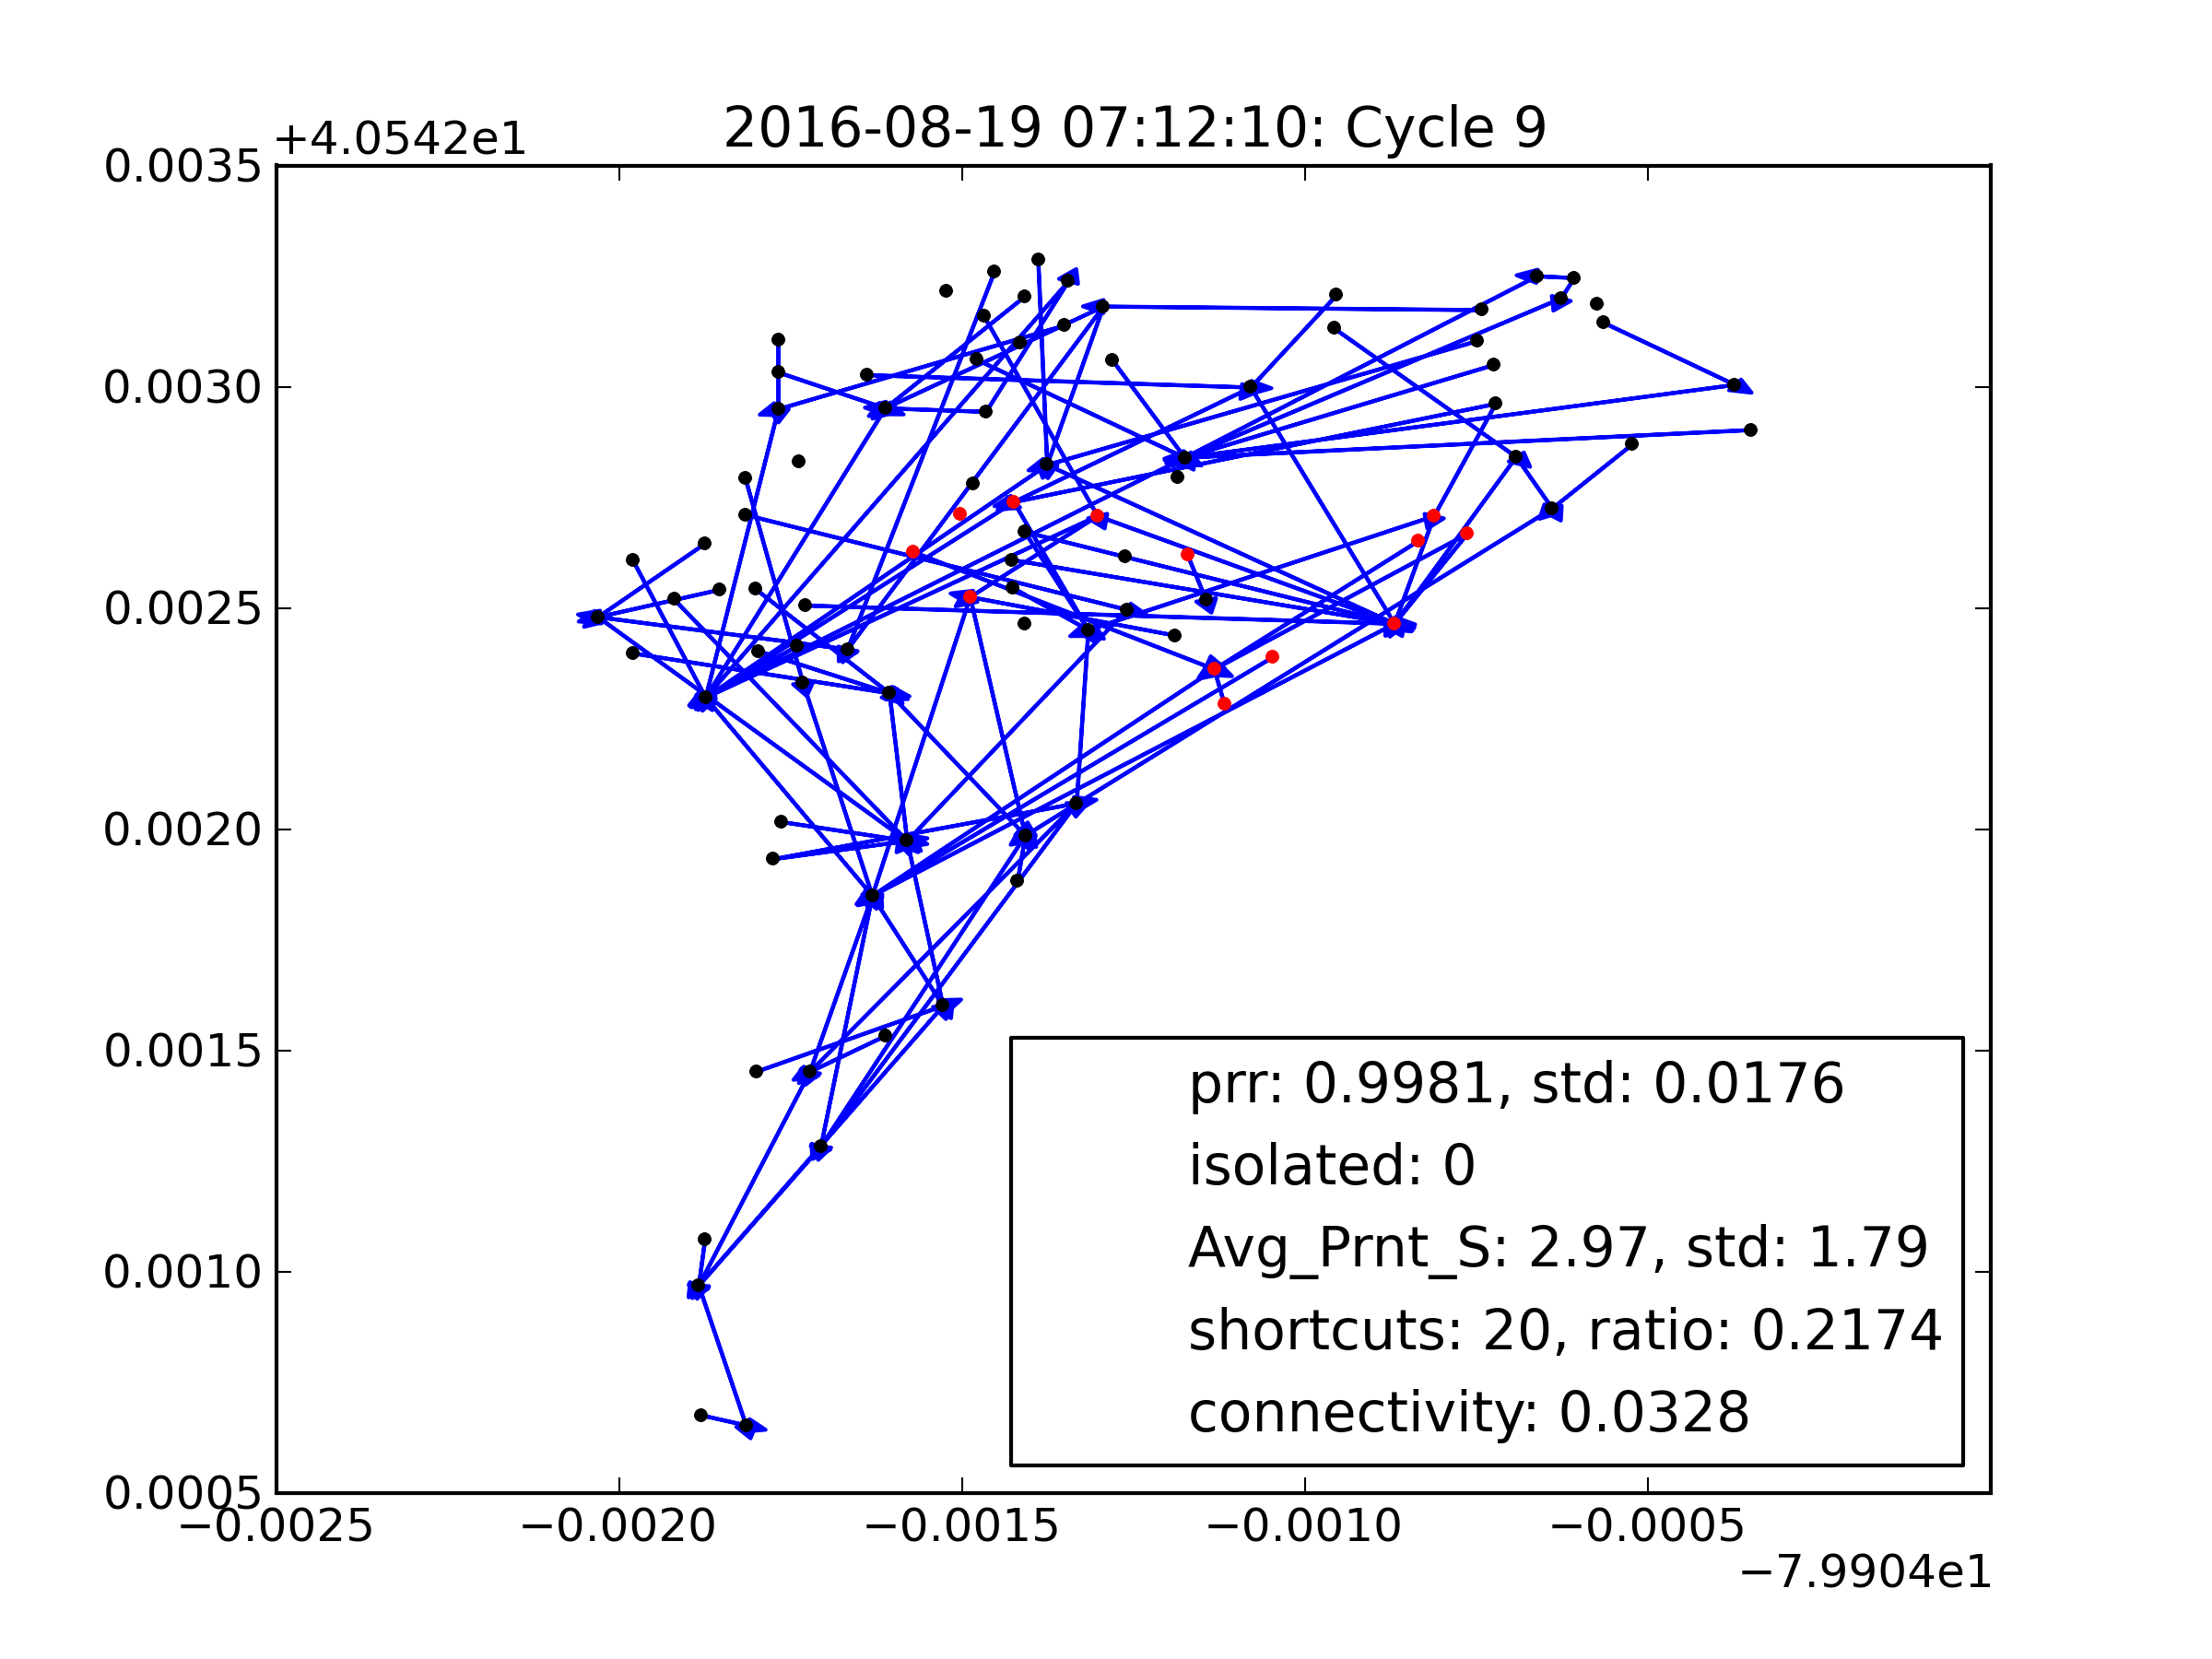 2016-08-19 07:12:10: Cycle 9
+4.0542e1
0.0035
0.0030
0.0025
0.0020
0.0015
0.0010
0.0005
prr: 0.9981, std: 0.0176
isolated: 0
Avg_Prnt_S: 2.97, std: 1.79
shortcuts: 20, ratio: 0.2174
connectivity: 0.0328
−0.0025 −0.0020 −0.0015 −0.0010 −0.0005
−7.9904e1